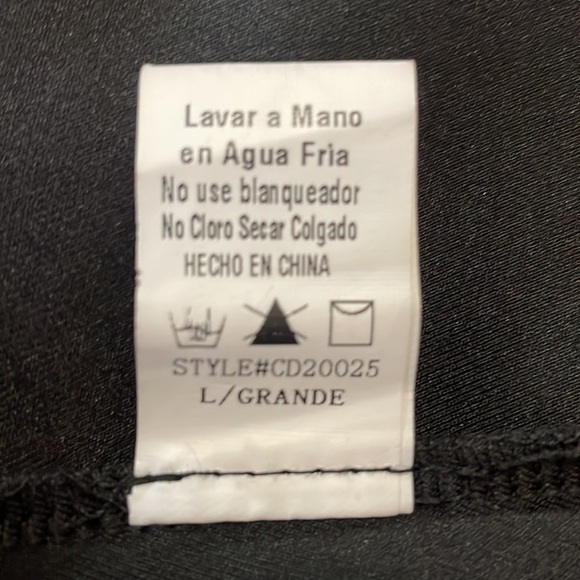 Lavar a Mano
en Agua Fria
No use blanqueador
No Cloro Secar Colgado
HECHO EN CHINA
STYLE#CD20025
L/GRANDE